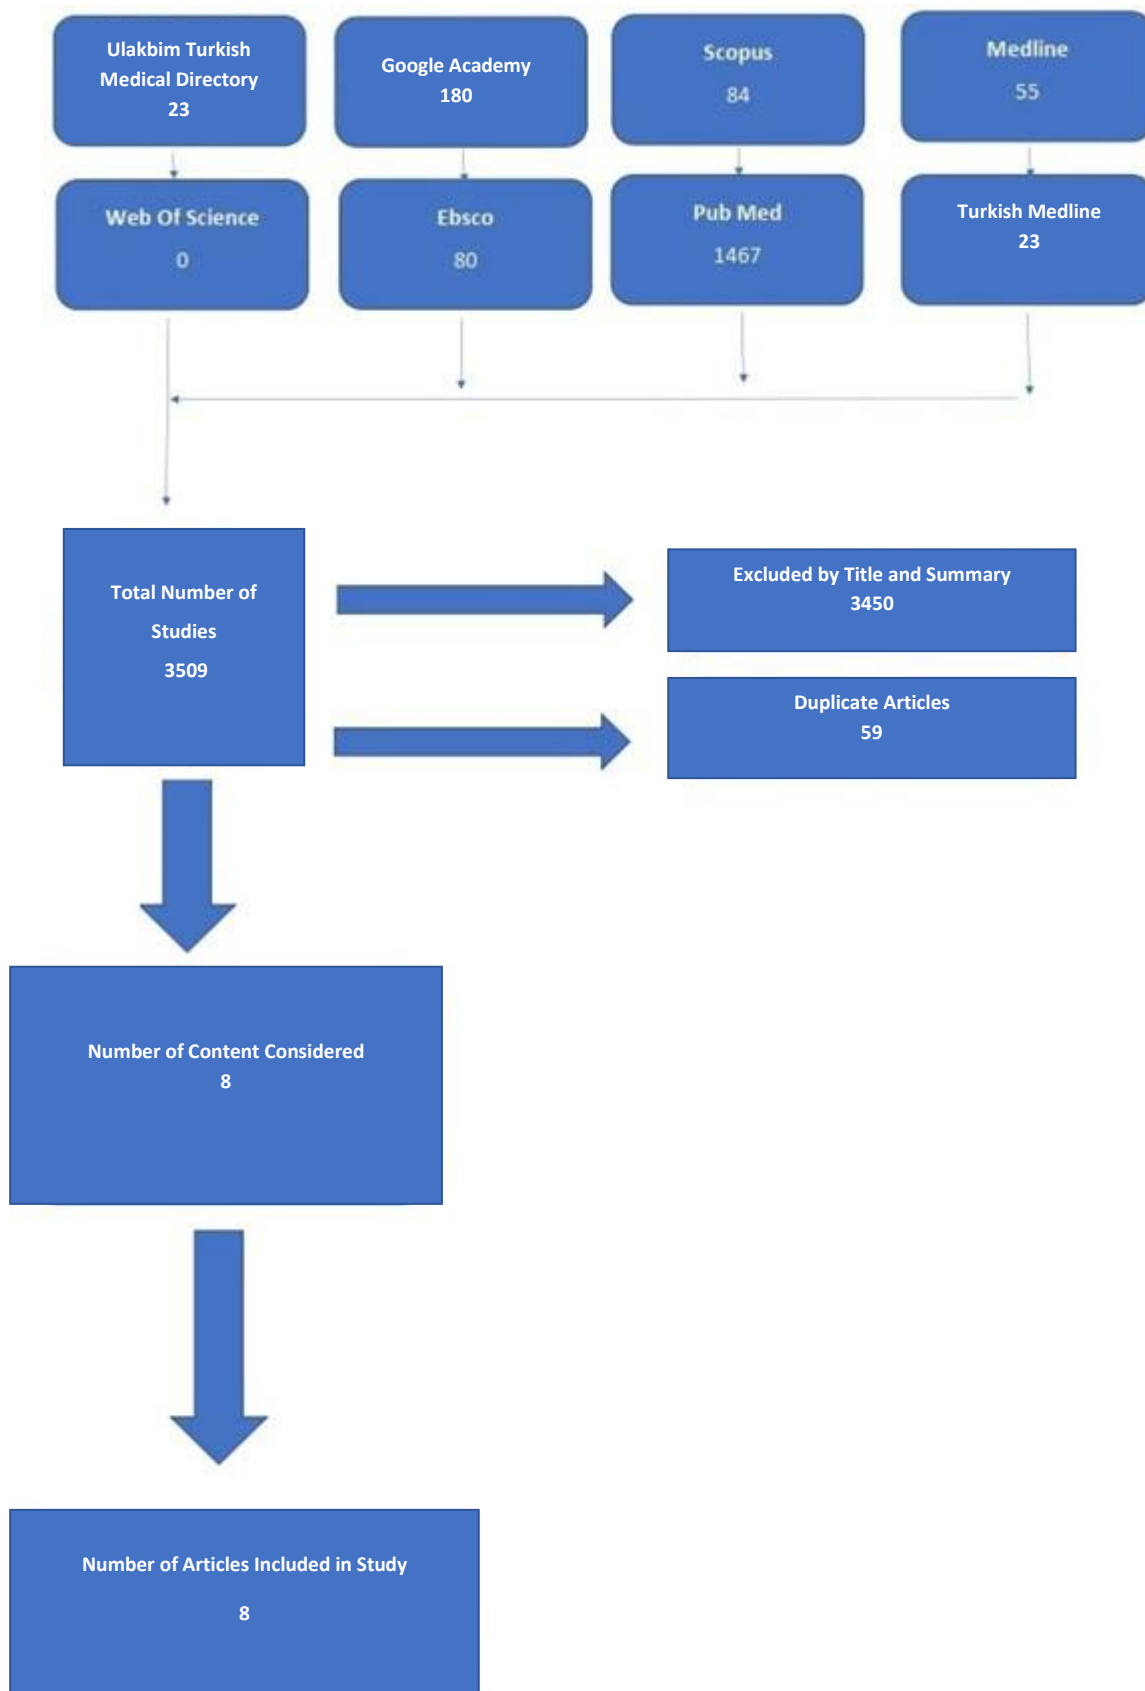 Ulakbim Turkish
Medical Directory
23
Google Academy
180
Scopus
84
Medline
55
Web Of Science
0
Ebsco
80
Pub Med
1467
Turkish Medline
23
Total Number of
Studies
3509
Excluded by Title and Summary
3450
Duplicate Articles
59
Number of Content Considered
8
Number of Articles Included in Study
8